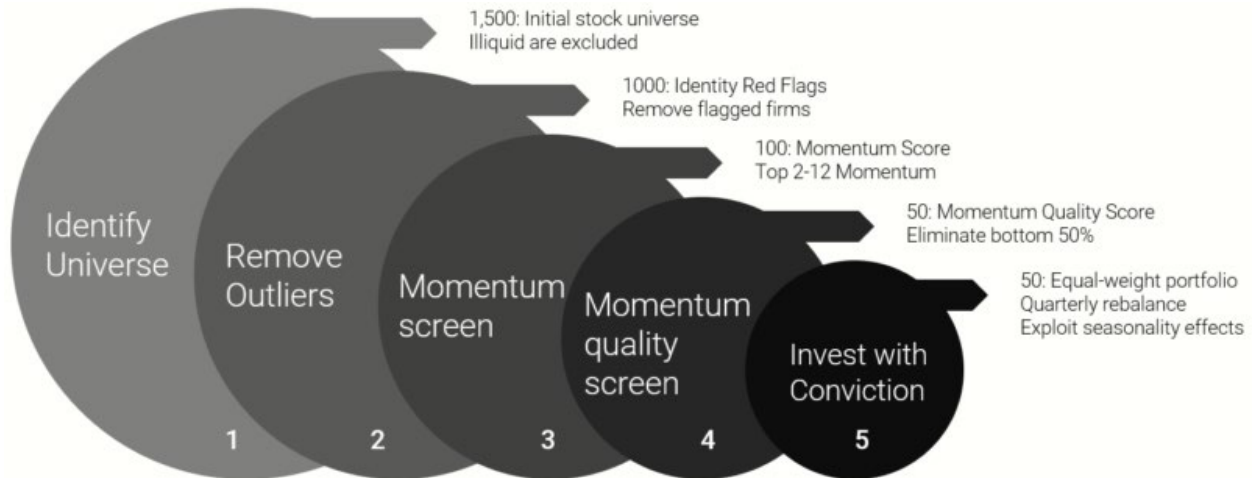 1,500: Initial stock universe
Illiquid are excluded
1000: Identity Red Flags
Remove flagged firms
100: Momentum Score
Top 2-12 Momentum
50: Momentum Quality Score
Eliminate bottom 50%
50: Equal-weight portfolio
Quarterly rebalance
Exploit seasonality effects
Identify
Universe
1
Remove
Outliers
2
Momentum
screen
3
Momentum
quality
screen
4
Invest with
Conviction
5